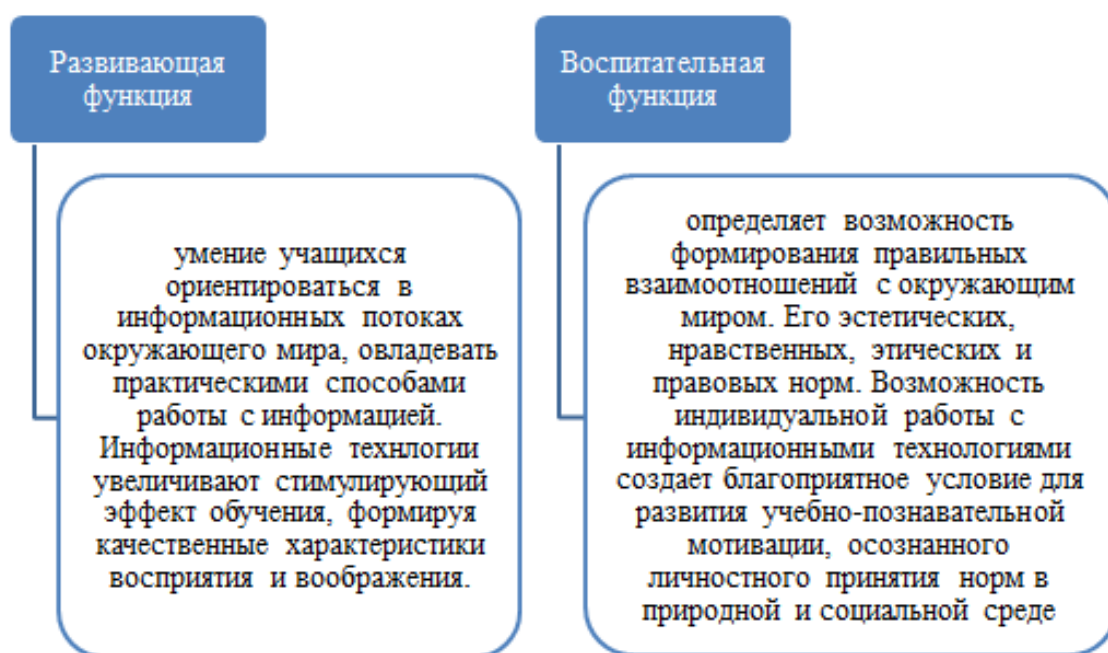 Развивающая
функция
умение учащихся
ориентироваться в
информационных потоках
окружающего мира, овладевать
практическими способами
работы с информацией.
Информационные технлогии
увеличивают стимулирующий
эффект обучения, формируя
качественные характеристики
восприятия и воображения.
Воспитательная
функция
определяет возможность
формирования правильных
взаимоотношений с окружающим
миром. Его эстетических,
нравственных, этических и
правовых норм. Возможность
индивидуальной работы с
информационными технологиями
создает благоприятное условие для
развития учебно-познавательной
мотивации, осознанного
личностного принятия норм в
природной и социальной среде